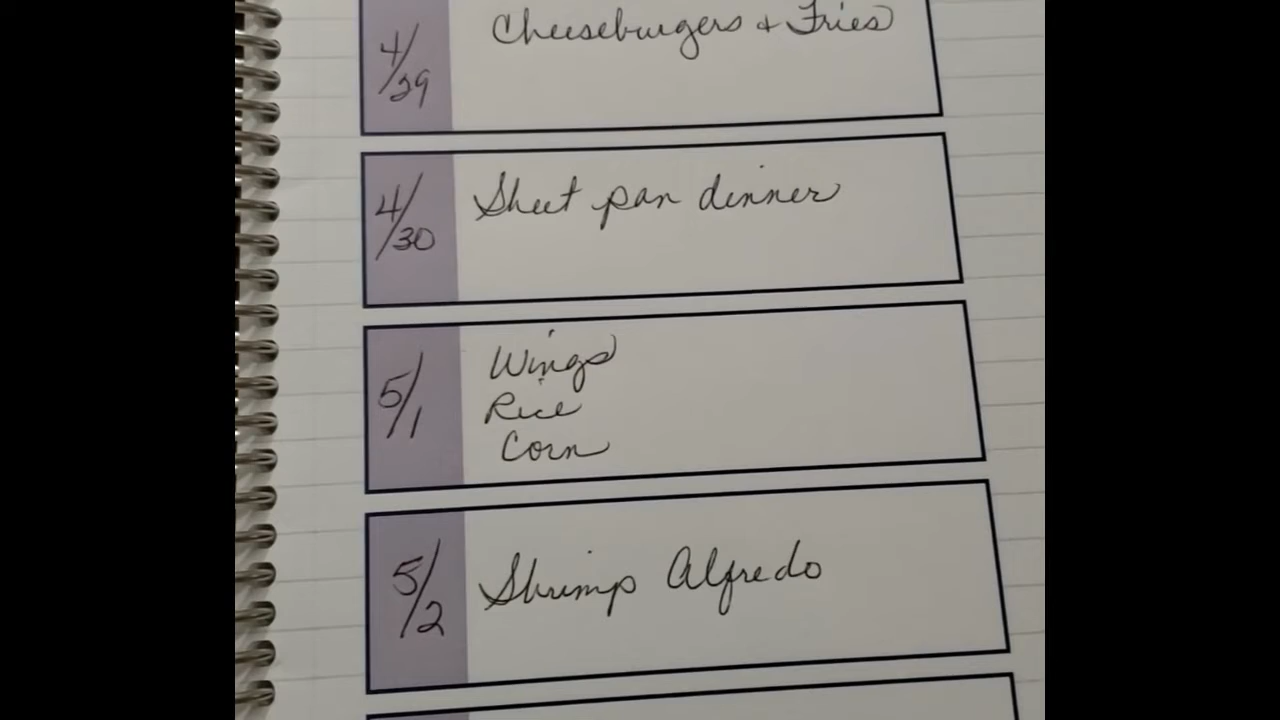 4/29 Cheeseburgers + Fries
4/30 Sheet pan dinner
5/1 Wings
Rice
Corn
5/2 Shrimp Alfredo